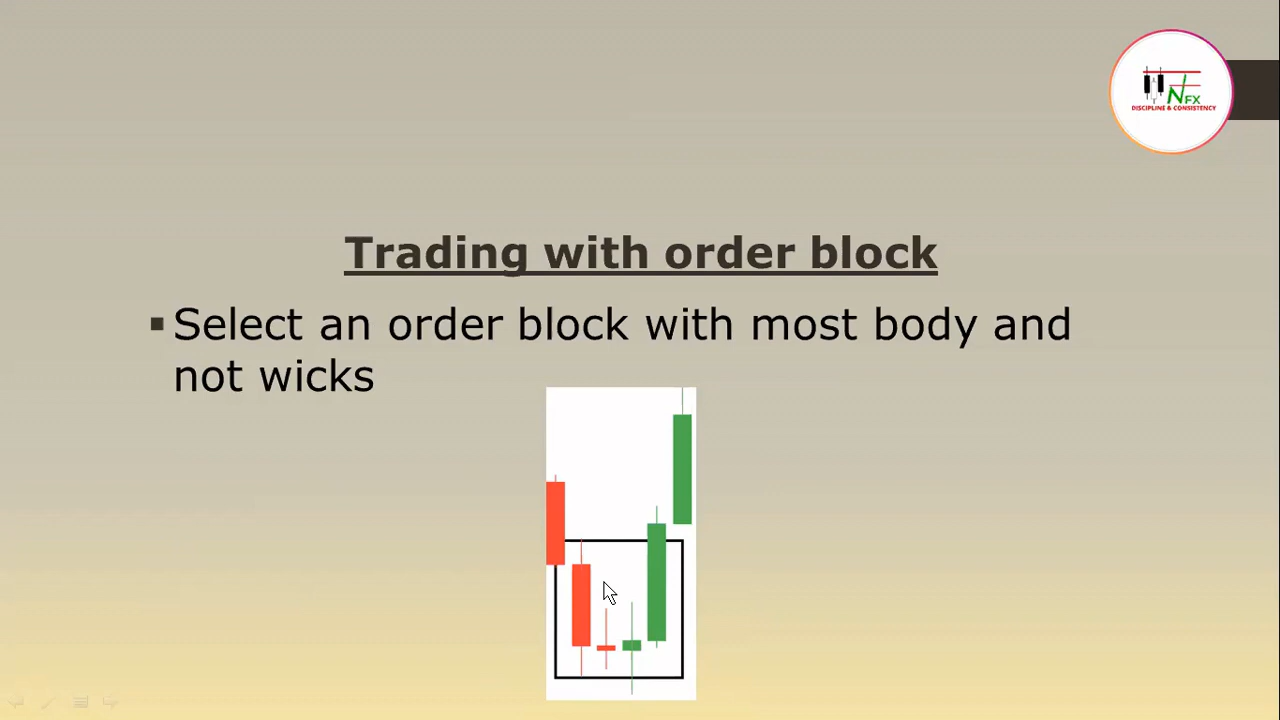 NFX
DISCIPLINE & CONSISTENCY
Trading with order block
▪ Select an order block with most body and
not wicks